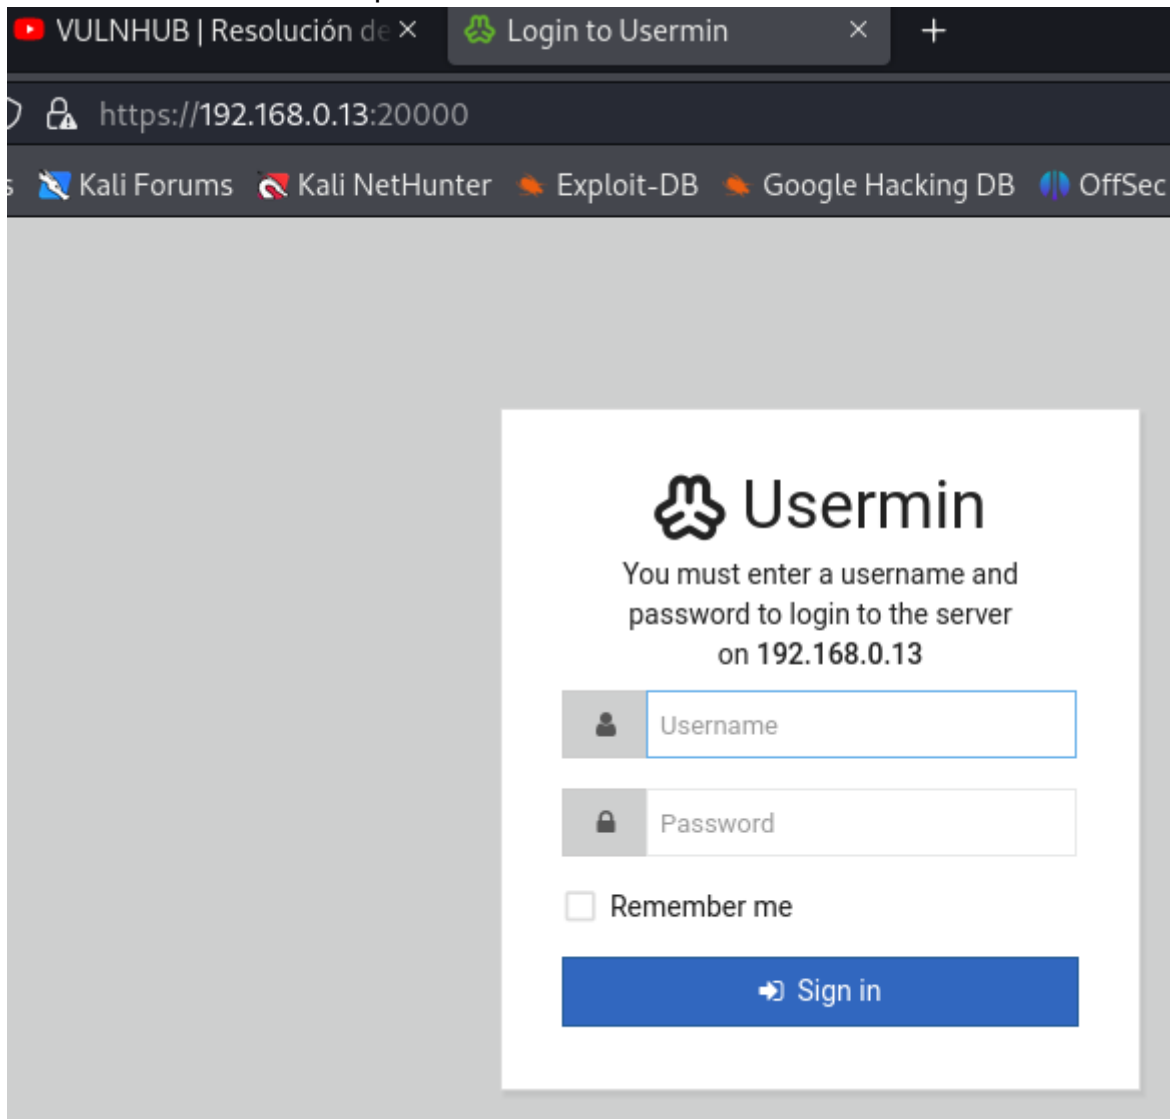 VULNHUB | Resolución de
Login to Usermin
https://192.168.0.13:20000
s Kali Forums Kali NetHunter Exploit-DB Google Hacking DB OffSec
Usermin
You must enter a username and
password to login to the server
on 192.168.0.13
Username
Password
Remember me
Sign in